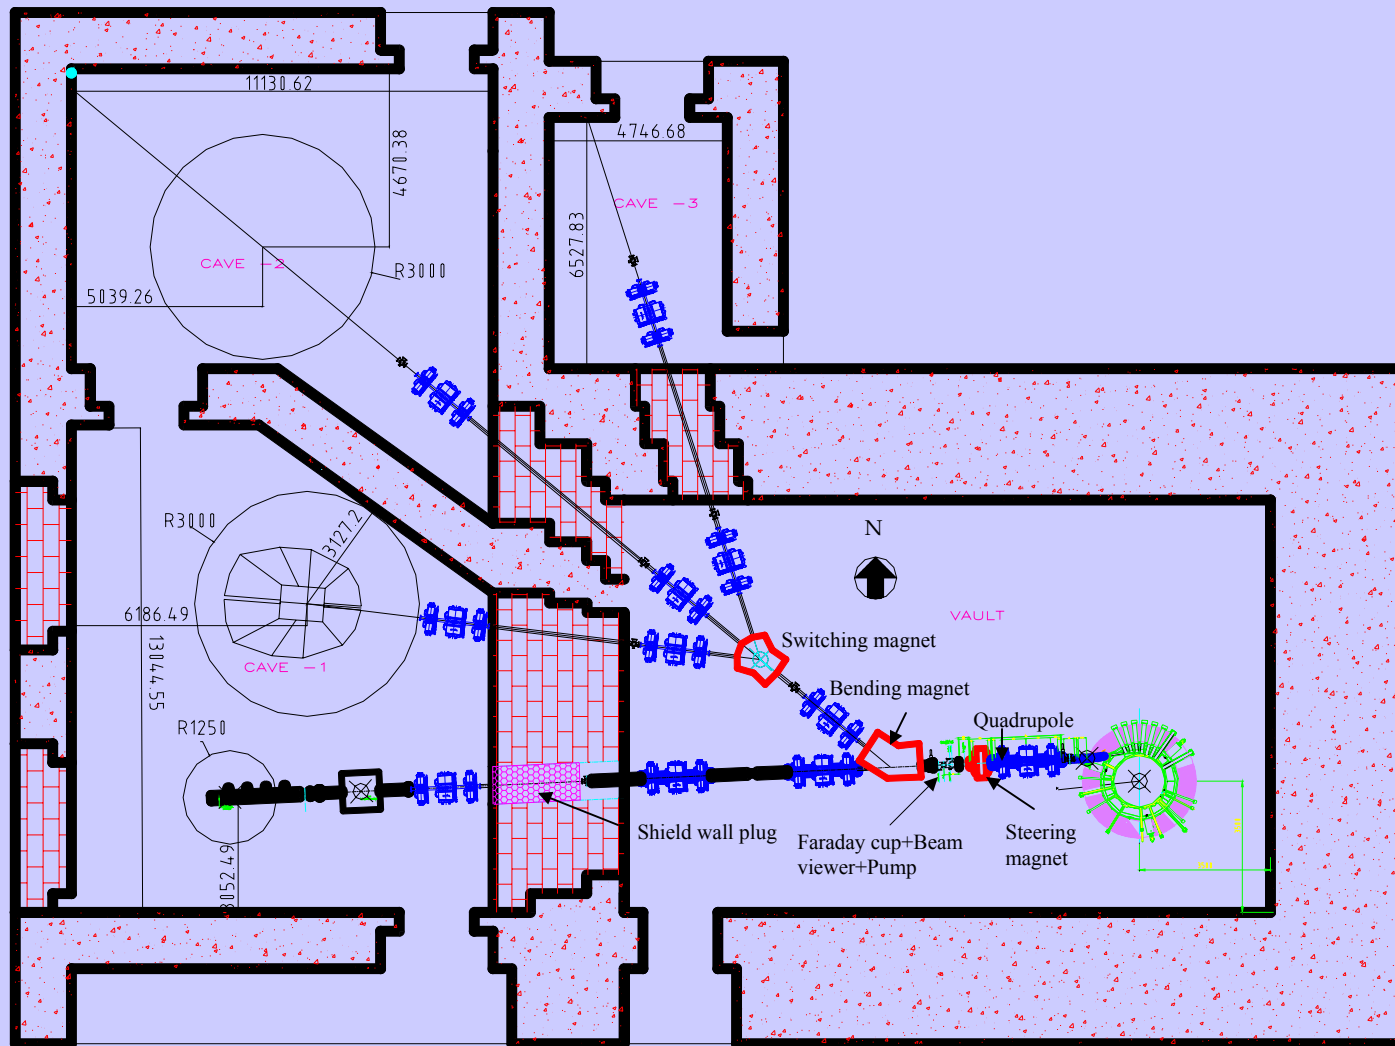 11130.62
4670.38
4746.68
CAVE -3
6527.83
CAVE -2
R3000
5039.26
R3000
3127.2
N
6186.49
13044.55
CAVE -1
VAULT
Switching magnet
Bending magnet
Quadrupole
R1250
Shield wall plug
Faraday cup+Beam
viewer+Pump
Steering
magnet
3052.49